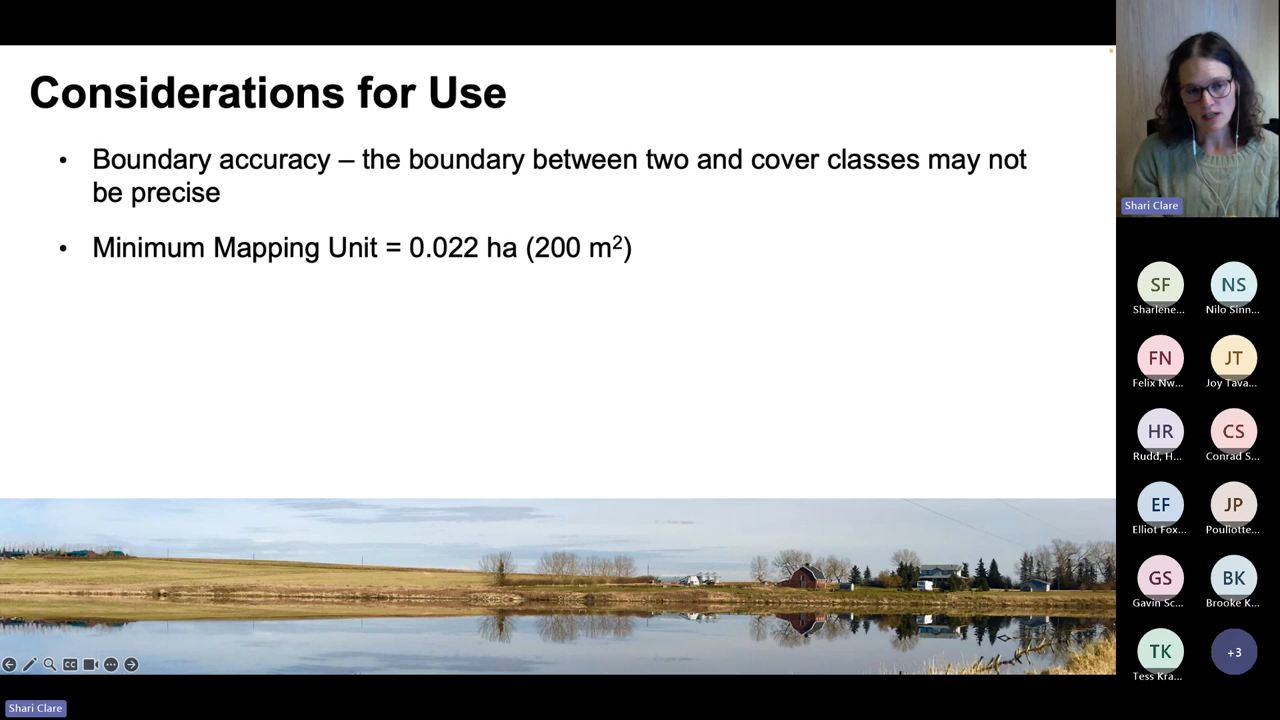 Considerations for Use
• Boundary accuracy – the boundary between two and cover classes may not
be precise
• Minimum Mapping Unit = 0.022 ha (200 m²)
Shari Clare
SF
Sharlene...
NS
Nilo Sinn...
FN
Felix Nw...
JT
Joy Tava...
HR
Rudd, H...
CS
Conrad S...
EF
Elliot Fox...
JP
Pouliotte...
GS
Gavin Sc...
BK
Brooke K...
TK
Tess Kra...
+3
CC
Shari Clare